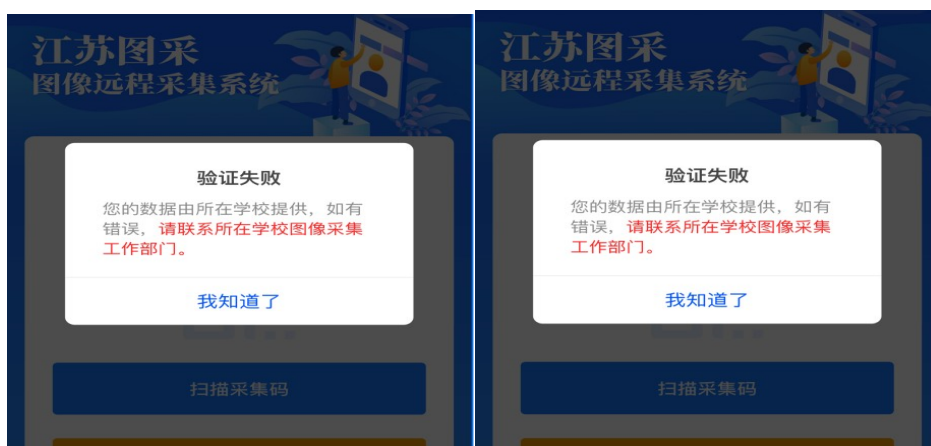 江苏图采
图像远程采集系统
验证失败
您的数据由所在学校提供，如有
错误，请联系所在学校图像采集
工作部门。
我知道了
扫描采集码
江苏图采
图像远程采集系统
验证失败
您的数据由所在学校提供，如有
错误，请联系所在学校图像采集
工作部门。
我知道了
扫描采集码